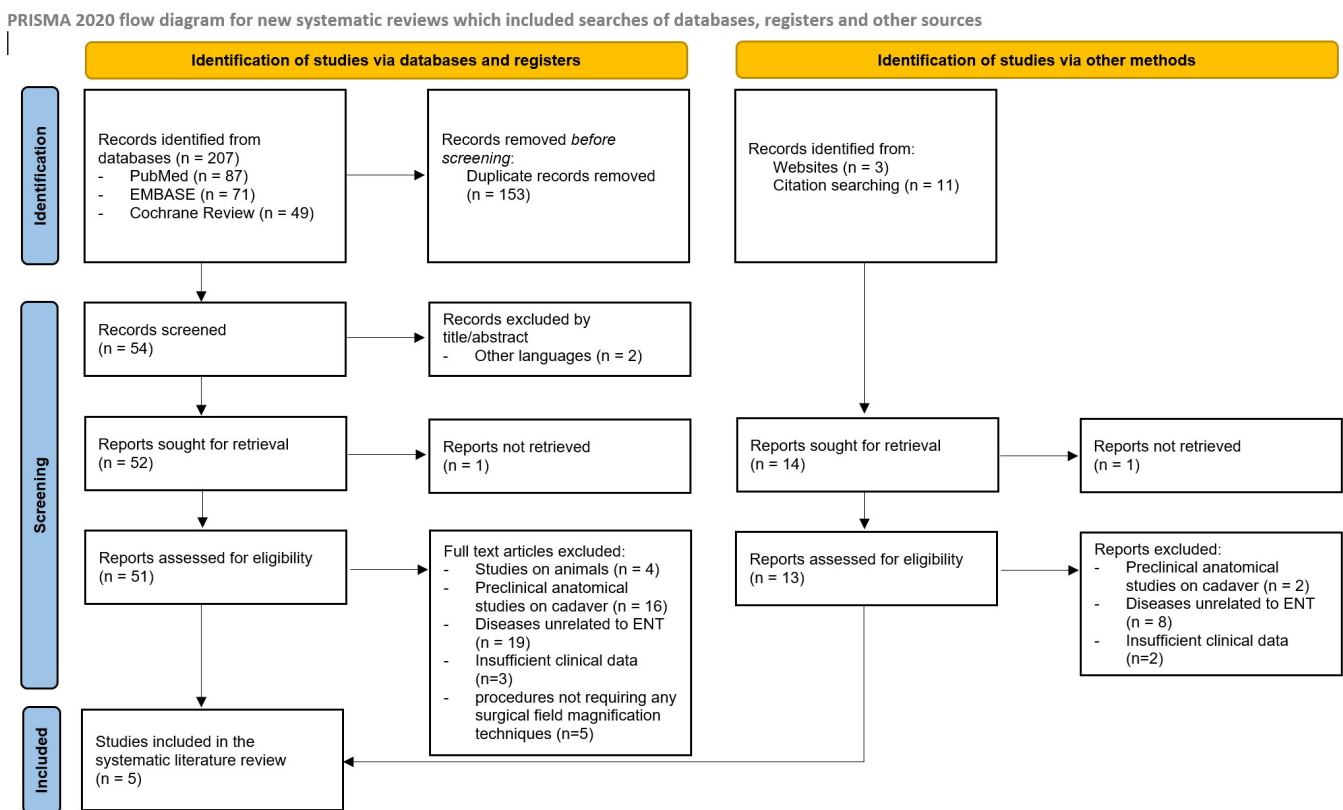 PRISMA 2020 flow diagram for new systematic reviews which included searches of databases, registers and other sources
Identification of studies via databases and registers
Identification of studies via other methods
Identification
Records identified from
databases (n = 207)
- PubMed (n = 87)
- EMBASE (n = 71)
- Cochrane Review (n = 49)
Records removed before
screening:
Duplicate records removed
(n = 153)
Records identified from:
Websites (n = 3)
Citation searching (n = 11)
Screening
Records screened
(n = 54)
Records excluded by
title/abstract
- Other languages (n = 2)
Reports sought for retrieval
(n = 52)
Reports not retrieved
(n = 1)
Reports sought for retrieval
(n = 14)
Reports not retrieved
(n = 1)
Reports assessed for eligibility
(n = 51)
Full text articles excluded:
- Studies on animals (n = 4)
- Preclinical anatomical
studies on cadaver (n = 16)
- Diseases unrelated to ENT
(n = 19)
- Insufficient clinical data
(n=3)
- procedures not requiring any
surgical field magnification
techniques (n=5)
Reports assessed for eligibility
(n = 13)
Reports excluded:
- Preclinical anatomical
studies on cadaver (n = 2)
- Diseases unrelated to ENT
(n = 8)
- Insufficient clinical data
(n=2)
Included
Studies included in the
systematic literature review
(n = 5)